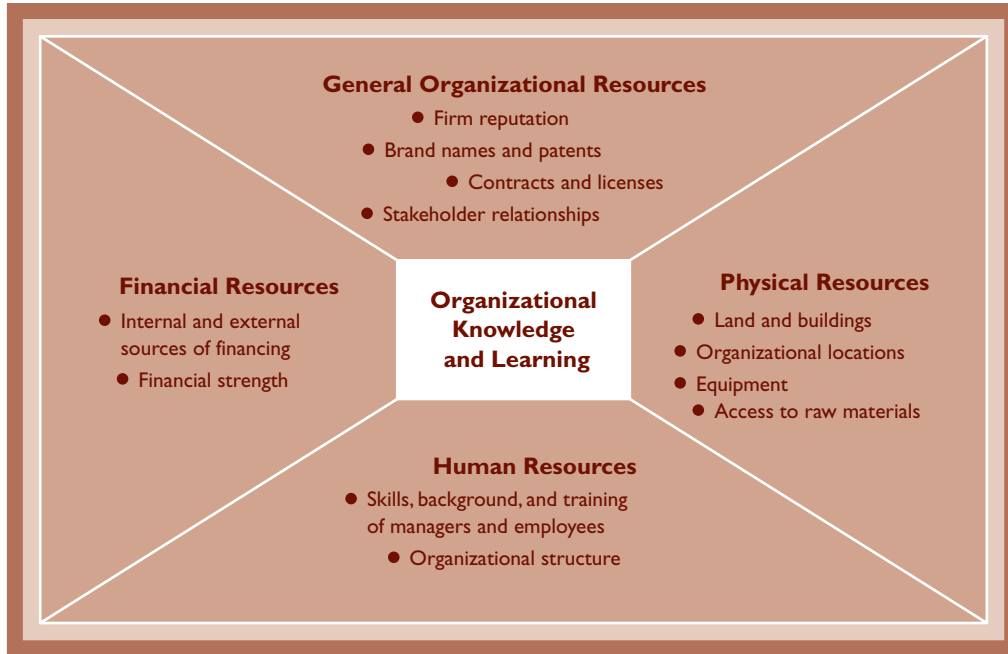 General Organizational Resources
● Firm reputation
● Brand names and patents
● Contracts and licenses
● Stakeholder relationships
Financial Resources
● Internal and external
sources of financing
● Financial strength
Organizational
Knowledge
and Learning
Physical Resources
● Land and buildings
● Organizational locations
● Equipment
● Access to raw materials
Human Resources
● Skills, background, and training
of managers and employees
● Organizational structure